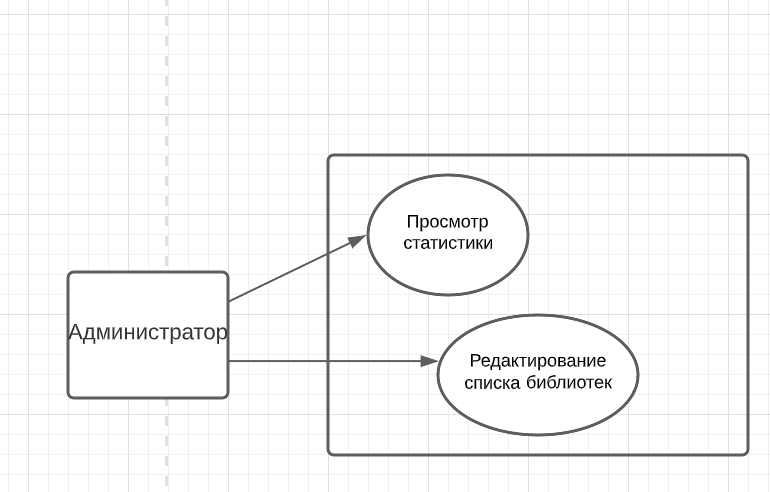 Просмотр
статистики
Администратор
Редактирование
списка библиотек